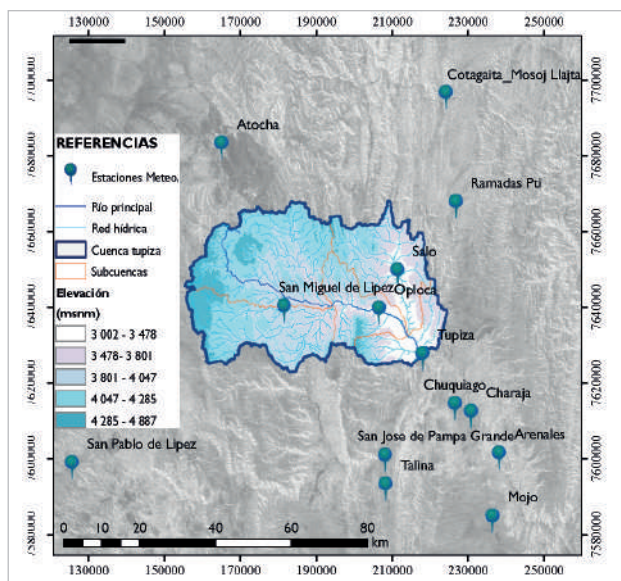 130000 150000 170000 190000 210000 230000 250000
7700000
7680000
7660000
7640000
7620000
7600000
7580000
Cotagaita_Mosoj Llajta
Atocha
REFERENCIAS
Estaciones Meteo.
Río principal
Red hídrica
Cuenca tupiza
Subcuencas
Elevación
(msnm)
3 002 - 3 478
3 478- 3 801
3 801 - 4 047
4 047 - 4 285
4 285 - 4 887
Ramadas Pti
Salo
San Miguel de Lipez
Oploca
Tupiza
Chuquiago
Charaja
San Pablo de Lipez
San Jose de Pampa Grande
Arenales
Talina
Mojo
0 10 20 40 60 80
km
7700000
7680000
7660000
7640000
7620000
7600000
7580000
130000 150000 170000 190000 210000 230000 250000